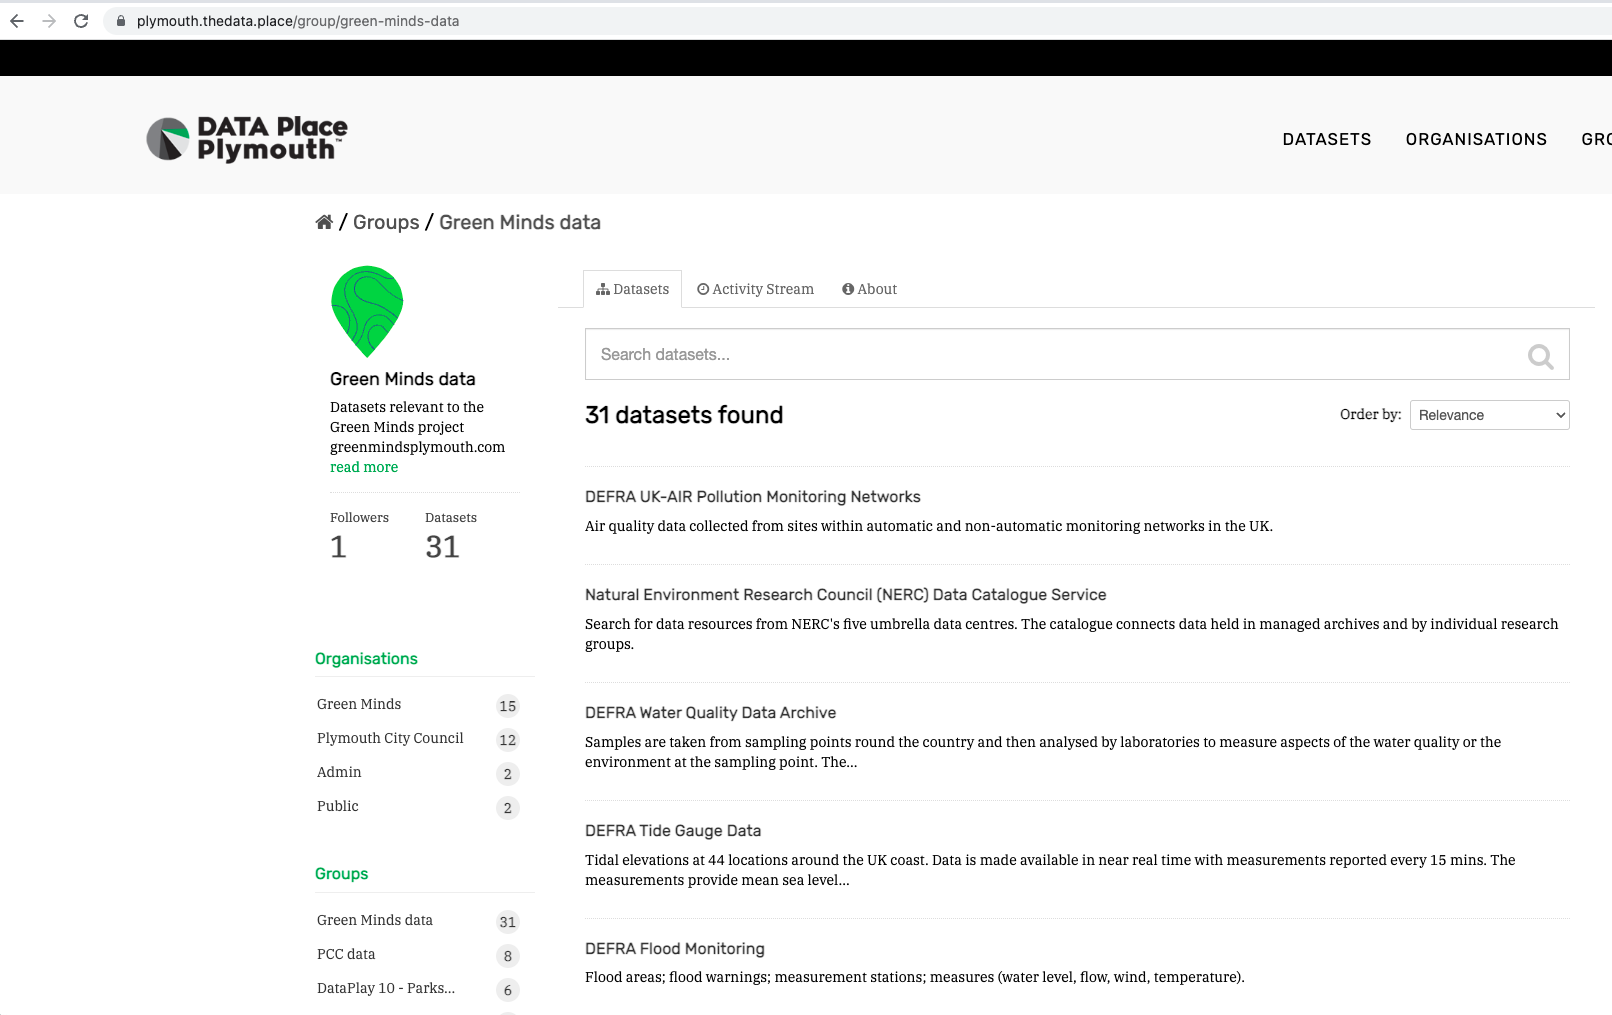 plymouth.thedata.place/group/green-minds-data
DATA Place
Plymouth™
DATASETS
ORGANISATIONS
/ Groups / Green Minds data
Green Minds data
Datasets relevant to the
Green Minds project
greenmindsplymouth.com
read more
Followers
1
Datasets
31
Organisations
Green Minds 15
Plymouth City Council 12
Admin 2
Public 2
Groups
Green Minds data 31
PCC data 8
DataPlay 10 - Parks... 6
Datasets
Activity Stream
About
Search datasets...
31 datasets found
Order by: Relevance
DEFRA UK-AIR Pollution Monitoring Networks
Air quality data collected from sites within automatic and non-automatic monitoring networks in the UK.
Natural Environment Research Council (NERC) Data Catalogue Service
Search for data resources from NERC's five umbrella data centres. The catalogue connects data held in managed archives and by individual research
groups.
DEFRA Water Quality Data Archive
Samples are taken from sampling points round the country and then analysed by laboratories to measure aspects of the water quality or the
environment at the sampling point. The...
DEFRA Tide Gauge Data
Tidal elevations at 44 locations around the UK coast. Data is made available in near real time with measurements reported every 15 mins. The
measurements provide mean sea level...
DEFRA Flood Monitoring
Flood areas; flood warnings; measurement stations; measures (water level, flow, wind, temperature).